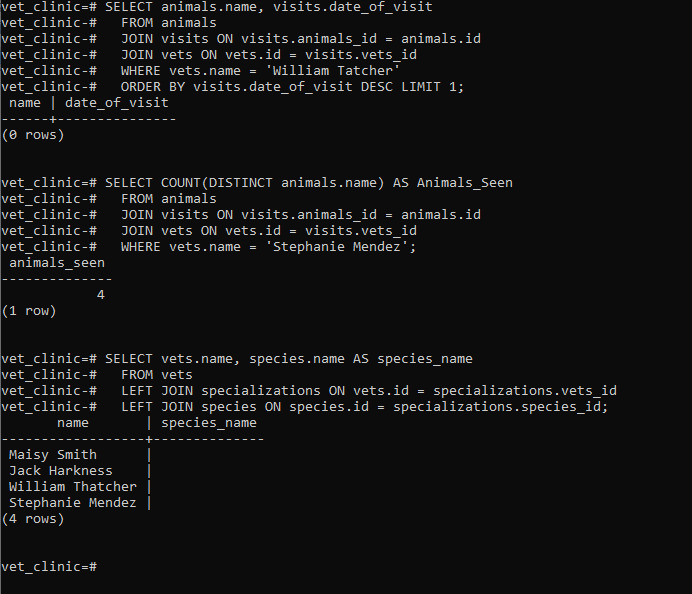 vet_clinic=# SELECT animals.name, visits.date_of_visit
vet_clinic-#   FROM animals
vet_clinic-#   JOIN visits ON visits.animals_id = animals.id
vet_clinic-#   JOIN vets ON vets.id = visits.vets_id
vet_clinic-#   WHERE vets.name = 'William Tatcher'
vet_clinic-#   ORDER BY visits.date_of_visit DESC LIMIT 1;
 name | date_of_visit
------+---------------
(0 rows)

vet_clinic=# SELECT COUNT(DISTINCT animals.name) AS Animals_Seen
vet_clinic-#   FROM animals
vet_clinic-#   JOIN visits ON visits.animals_id = animals.id
vet_clinic-#   JOIN vets ON vets.id = visits.vets_id
vet_clinic-#   WHERE vets.name = 'Stephanie Mendez';
 animals_seen
--------------
            4
(1 row)

vet_clinic=# SELECT vets.name, species.name AS species_name
vet_clinic-#   FROM vets
vet_clinic-#   LEFT JOIN specializations ON vets.id = specializations.vets_id
vet_clinic-#   LEFT JOIN species ON species.id = specializations.species_id;
       name       | species_name
------------------+--------------
 Maisy Smith      |
 Jack Harkness    |
 William Thatcher |
 Stephanie Mendez |
(4 rows)

vet_clinic=#